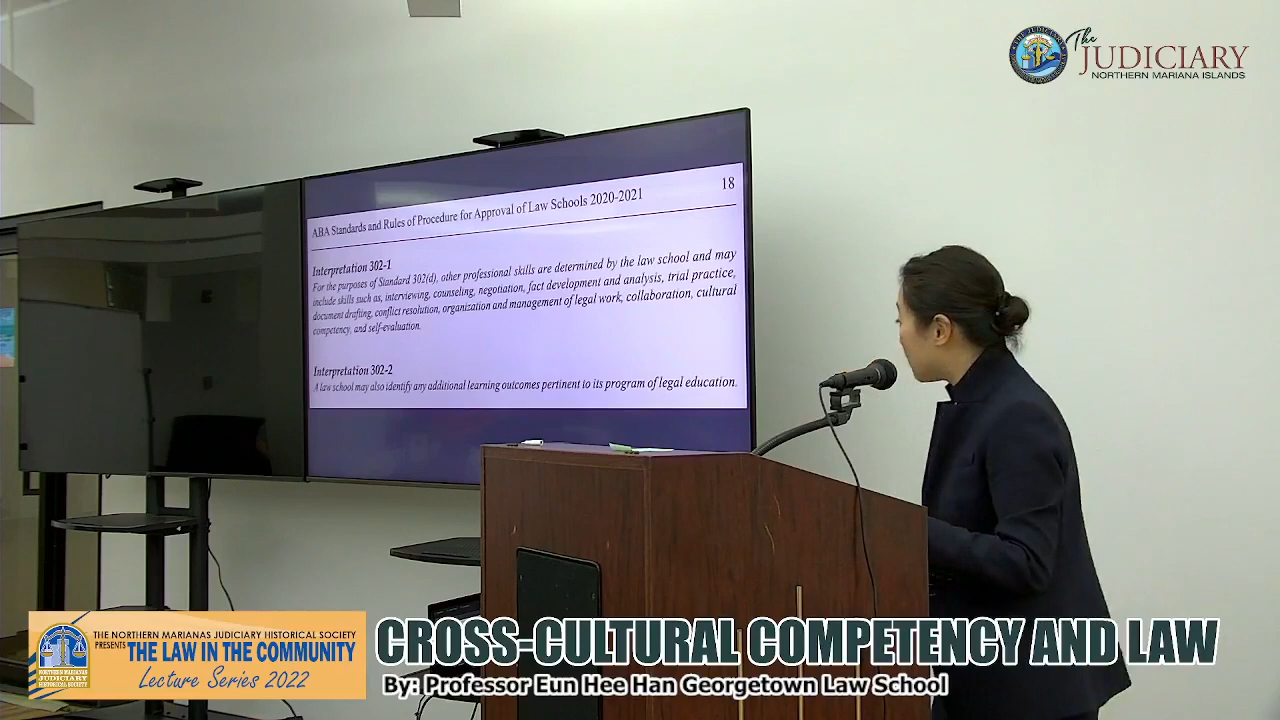 The
JUDICIARY
NORTHERN MARIANA ISLANDS
18
ABA Standards and Rules of Procedure for Approval of Law Schools 2020-2021
Interpretation 302-1
For the purposes of Standard 302(d), other professional skills are determined by the law school and may
include skills such as, interviewing, counseling, negotiation, fact development and analysis, trial practice,
document drafting, conflict resolution, organization and management of legal work, collaboration, cultural
competency, and self-evaluation.
Interpretation 302-2
A law school may also identify any additional learning outcomes pertinent to its program of legal education.
THE NORTHERN MARIANAS JUDICIARY HISTORICAL SOCIETY
PRESENTS THE LAW IN THE COMMUNITY
Lecture Series 2022
NORTHERN MARIANAS
JUDICIARY
HISTORICAL SOCIETY
CROSS-CULTURAL COMPETENCY AND LAW
By: Professor Eun Hee Han Georgetown Law School